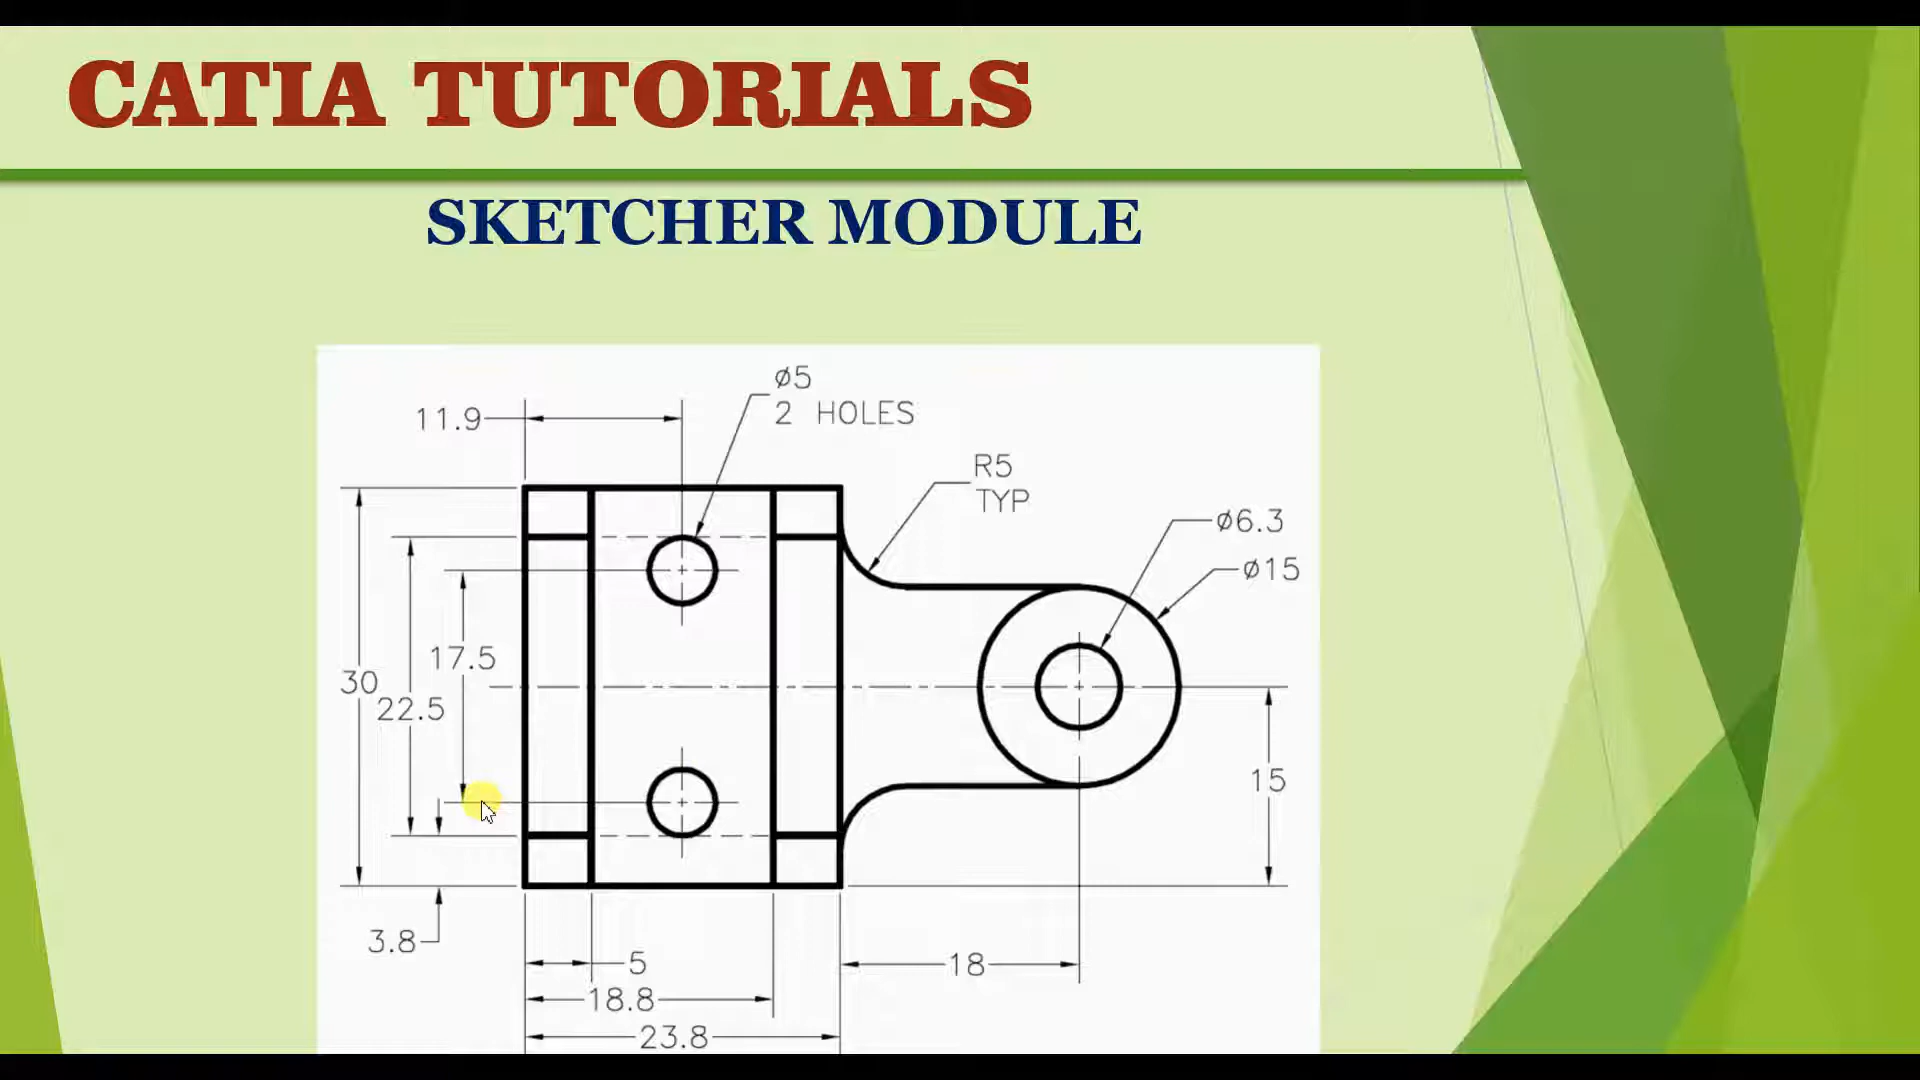 CATIA TUTORIALS
SKETCHER MODULE
ø5
2 HOLES
11.9
R5
TYP
ø6.3
ø15
17.5
30
22.5
15
3.8
5
18
18.8
23.8